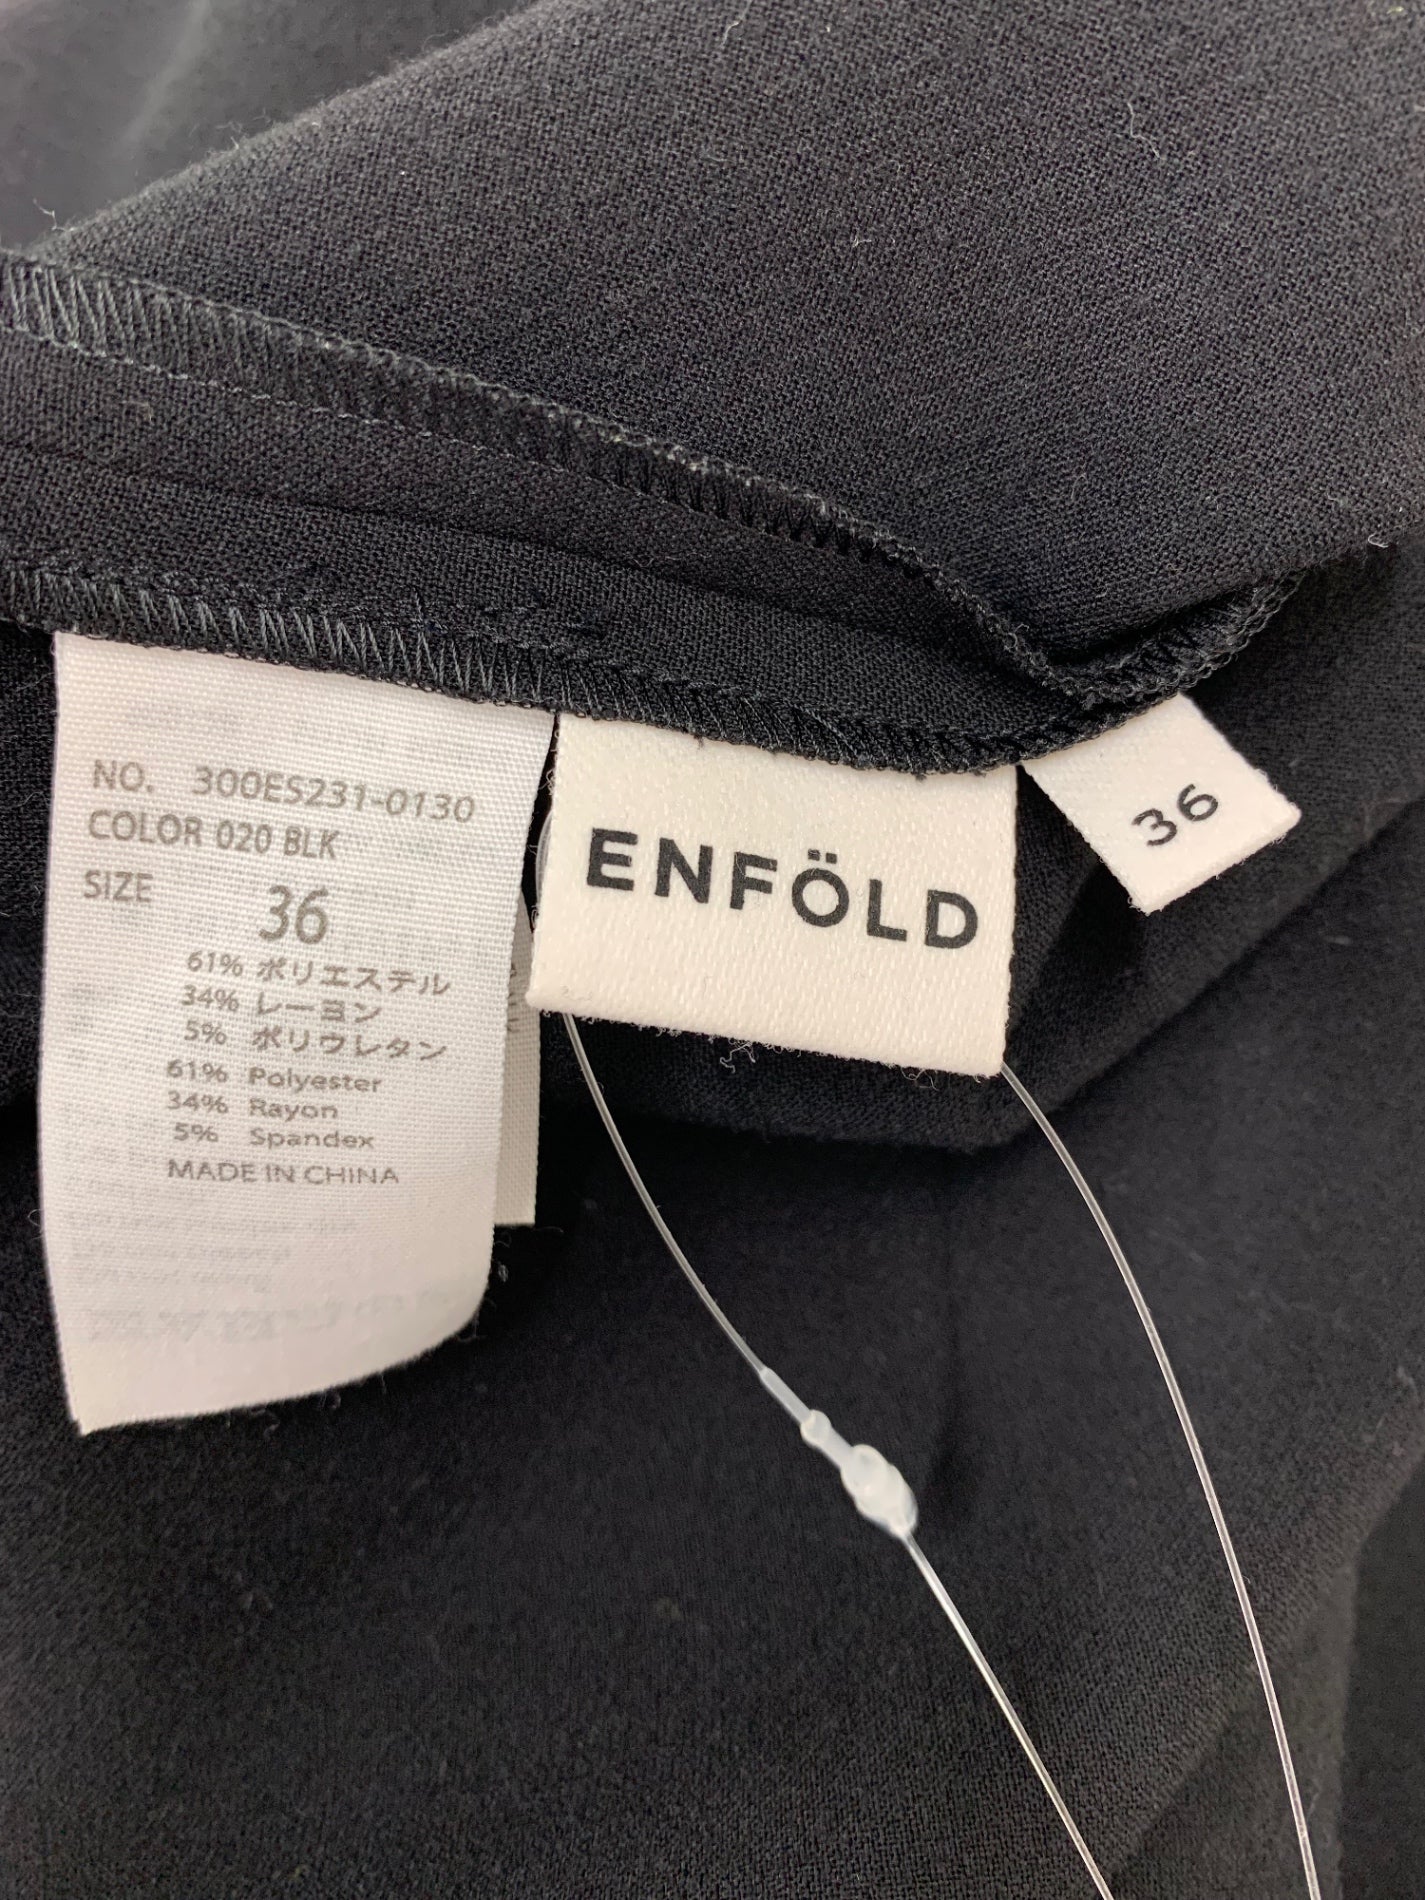 NO. 300ES231-0130
COLOR 020 BLK
SIZE 36
61% ポリエステル
34% レーヨン
5% ポリウレタン
61% Polyester
34% Rayon
5% Spandex
MADE IN CHINA
ENFÖLD
36